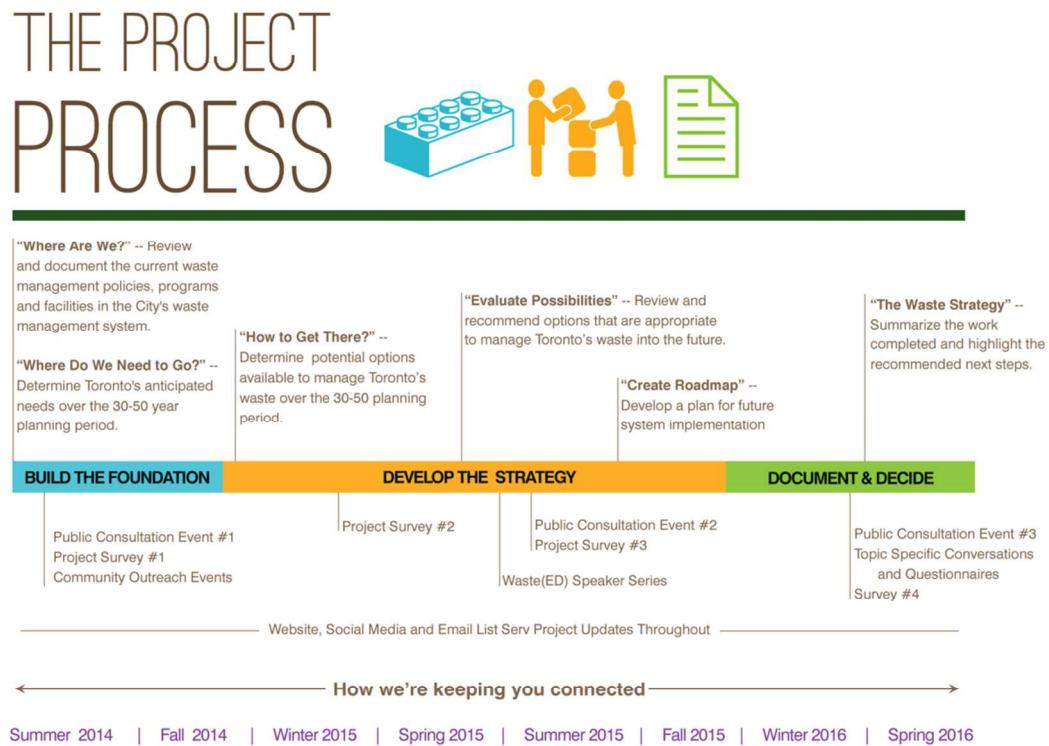 THE PROJECT
PROCESS
“Where Are We?” -- Review
and document the current waste
management policies, programs
and facilities in the City's waste
management system.
“Where Do We Need to Go?” --
Determine Toronto's anticipated
needs over the 30-50 year
planning period.
“How to Get There?” --
Determine potential options
available to manage Toronto’s
waste over the 30-50 planning
period.
“Evaluate Possibilities” -- Review and
recommend options that are appropriate
to manage Toronto’s waste into the future.
“Create Roadmap” --
Develop a plan for future
system implementation
“The Waste Strategy” --
Summarize the work
completed and highlight the
recommended next steps.
BUILD THE FOUNDATION
DEVELOP THE STRATEGY
DOCUMENT & DECIDE
Public Consultation Event #1
Project Survey #1
Community Outreach Events
Project Survey #2
Public Consultation Event #2
Project Survey #3
Waste(ED) Speaker Series
Public Consultation Event #3
Topic Specific Conversations
and Questionnaires
Survey #4
Website, Social Media and Email List Serv Project Updates Throughout
How we’re keeping you connected
Summer 2014 | Fall 2014 | Winter 2015 | Spring 2015 | Summer 2015 | Fall 2015 | Winter 2016 | Spring 2016